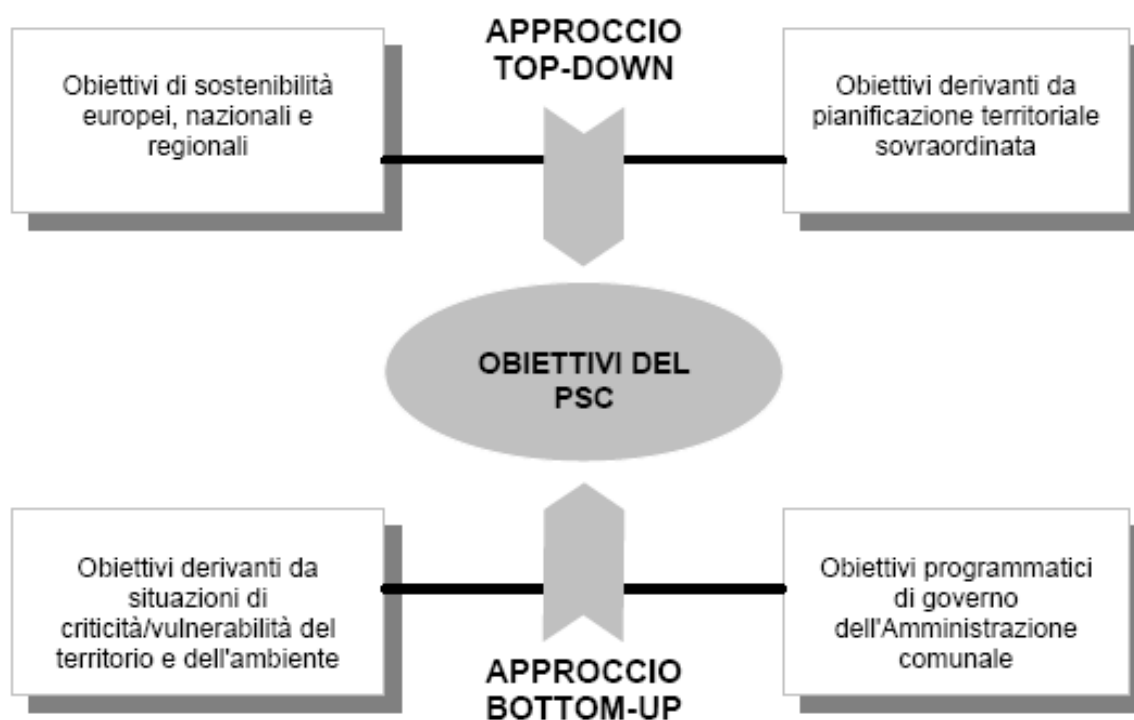 APPROCCIO
TOP-DOWN
Obiettivi di sostenibilità
europei, nazionali e
regionali
Obiettivi derivanti da
pianificazione territoriale
sovraordinata
OBIETTIVI DEL
PSC
Obiettivi derivanti da
situazioni di
criticità/vulnerabilità del
territorio e dell'ambiente
Obiettivi programmatici
di governo
dell'Amministrazione
comunale
APPROCCIO
BOTTOM-UP